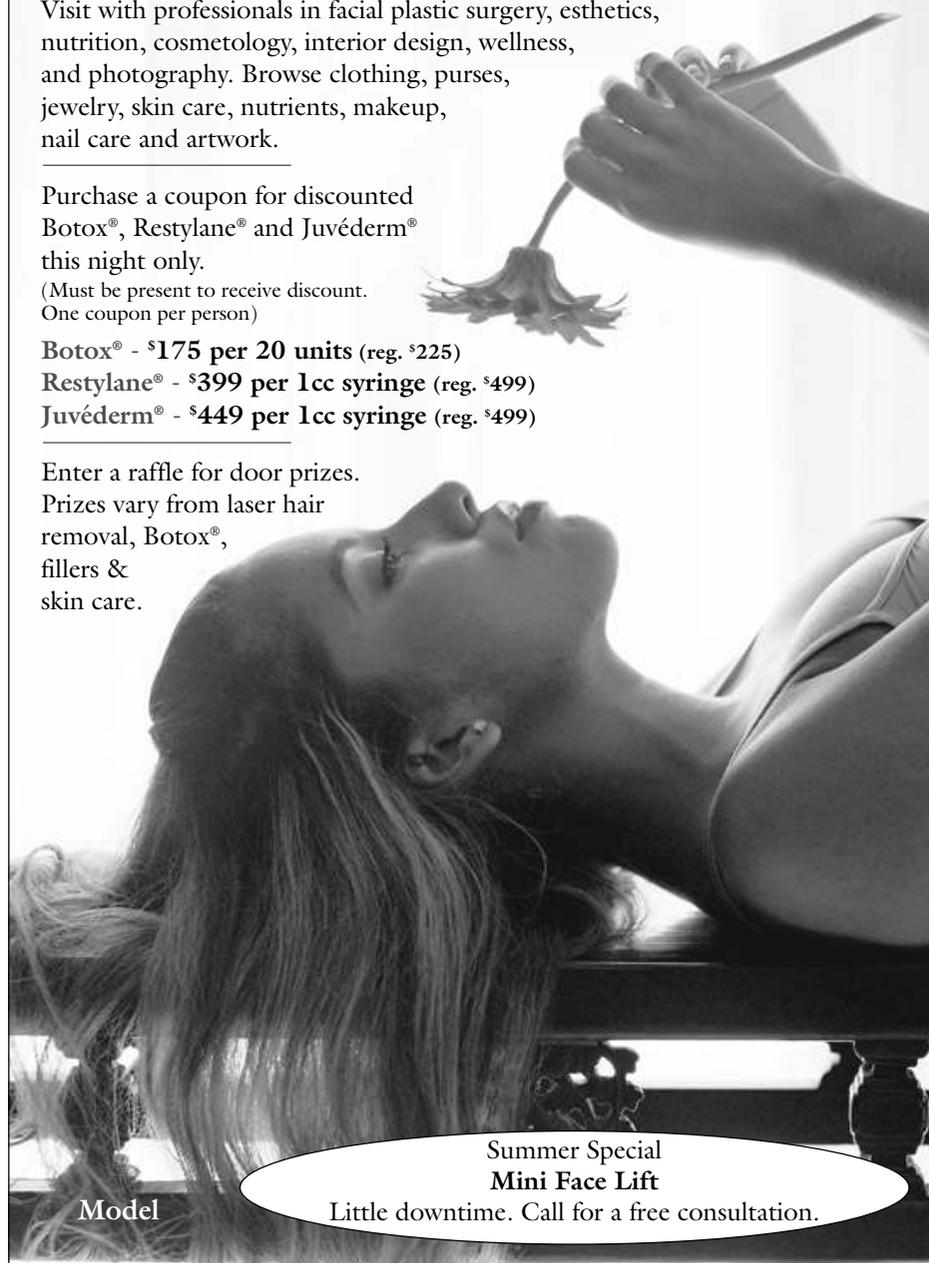 Visit with professionals in facial plastic surgery, esthetics,
nutrition, cosmetology, interior design, wellness,
and photography. Browse clothing, purses,
jewelry, skin care, nutrients, makeup,
nail care and artwork.
Purchase a coupon for discounted
Botox®, Restylane® and Juvéderm®
this night only.
(Must be present to receive discount.
One coupon per person)
Botox® - $175 per 20 units (reg. $225)
Restylane® - $399 per 1cc syringe (reg. $499)
Juvéderm® - $449 per 1cc syringe (reg. $499)
Enter a raffle for door prizes.
Prizes vary from laser hair
removal, Botox®,
fillers &
skin care.
Summer Special
Mini Face Lift
Little downtime. Call for a free consultation.
Model